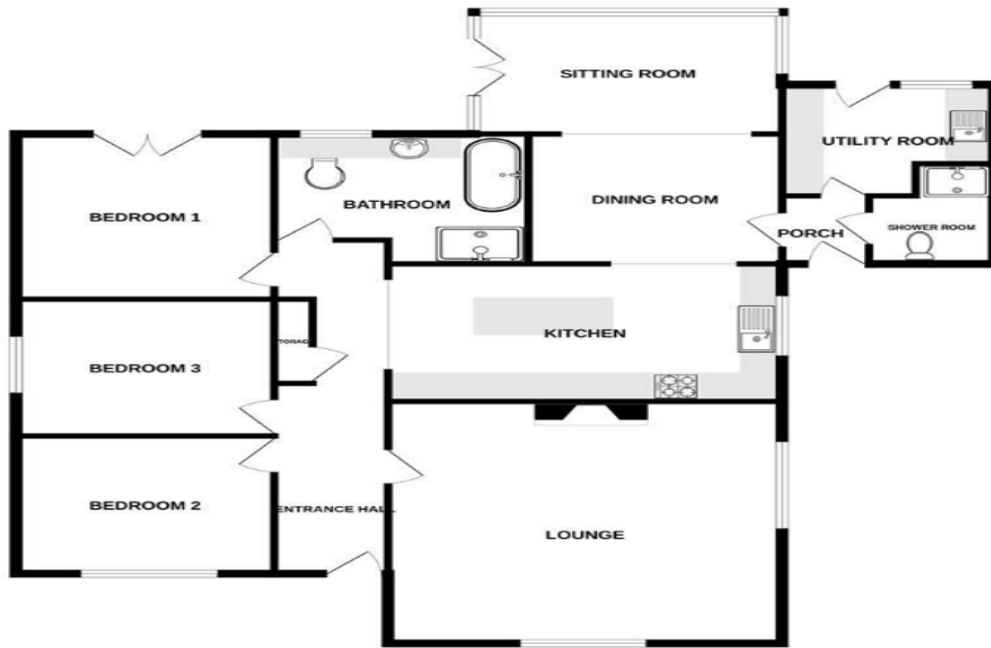 SITTING ROOM
UTILITY ROOM
DINING ROOM
BATHROOM
BEDROOM 1
PORCH
SHOWER ROOM
KITCHEN
BEDROOM 3
BEDROOM 2
ENTRANCE HALL
LOUNGE